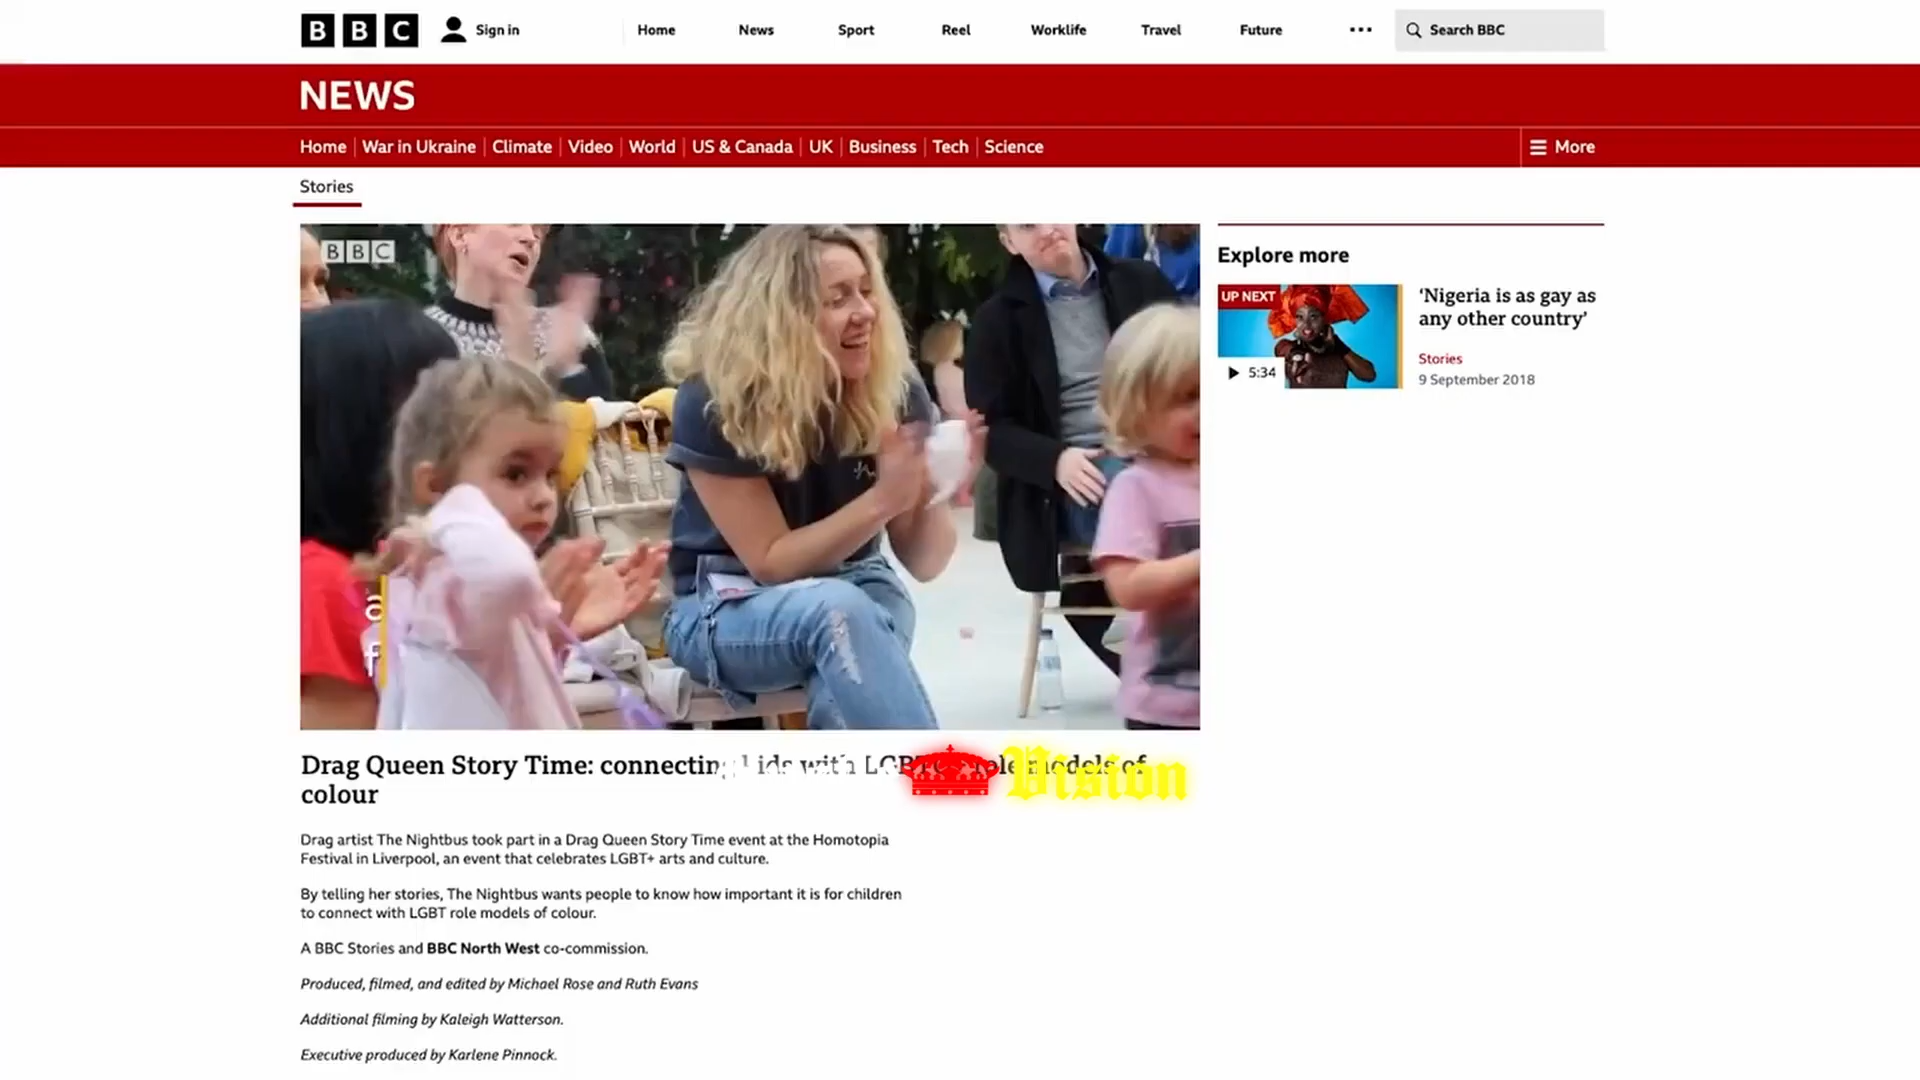 BBC Sign in Home News Sport Reel Worklife Travel Future Search BBC
NEWS
Home War in Ukraine Climate Video World US & Canada UK Business Tech Science More
Stories
BBC
Explore more
UP NEXT
5:34
‘Nigeria is as gay as
any other country’
Stories
9 September 2018
Drag Queen Story Time: connecting kids with models of
colour
Vision
Drag artist The Nightbus took part in a Drag Queen Story Time event at the Homotopia
Festival in Liverpool, an event that celebrates LGBT+ arts and culture.
By telling her stories, The Nightbus wants people to know how important it is for children
to connect with LGBT role models of colour.
A BBC Stories and BBC North West co-commission.
Produced, filmed, and edited by Michael Rose and Ruth Evans
Additional filming by Kaleigh Watterson.
Executive produced by Karlene Pinnock.